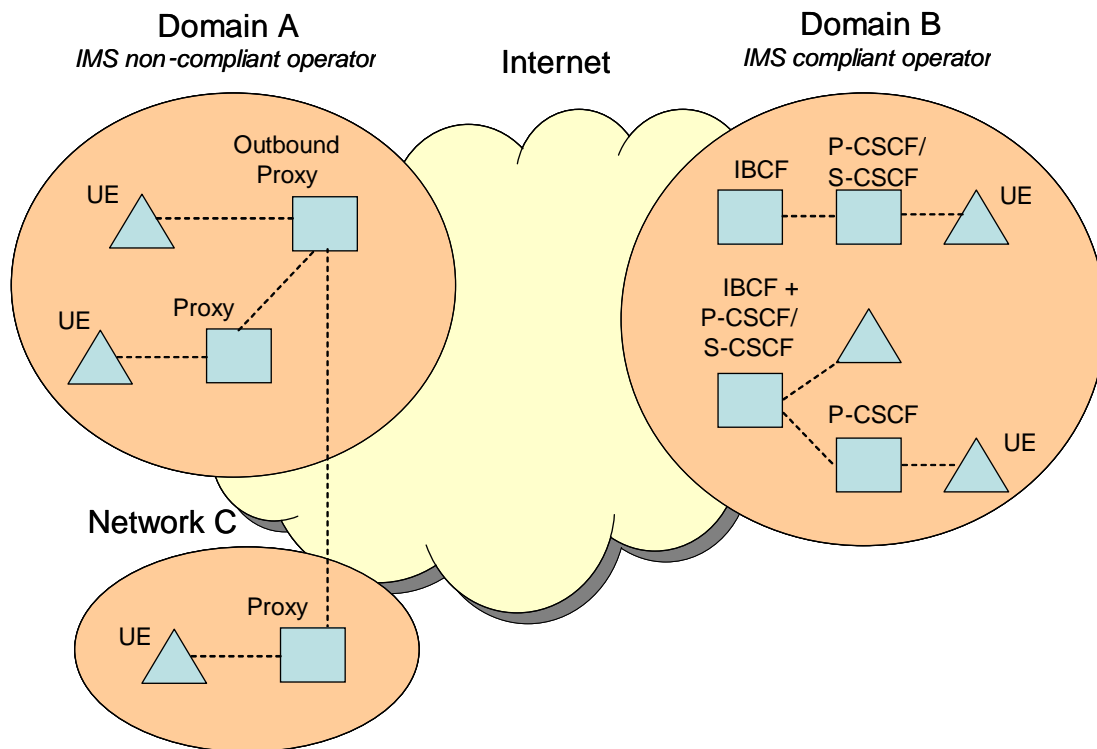 Domain A
IMS non-compliant operator
Internet
Domain B
IMS compliant operator
Outbound
Proxy
UE
Proxy
UE
IBCF
P-CSCF/
S-CSCF
UE
IBCF +
P-CSCF/
S-CSCF
P-CSCF
UE
Network C
Proxy
UE